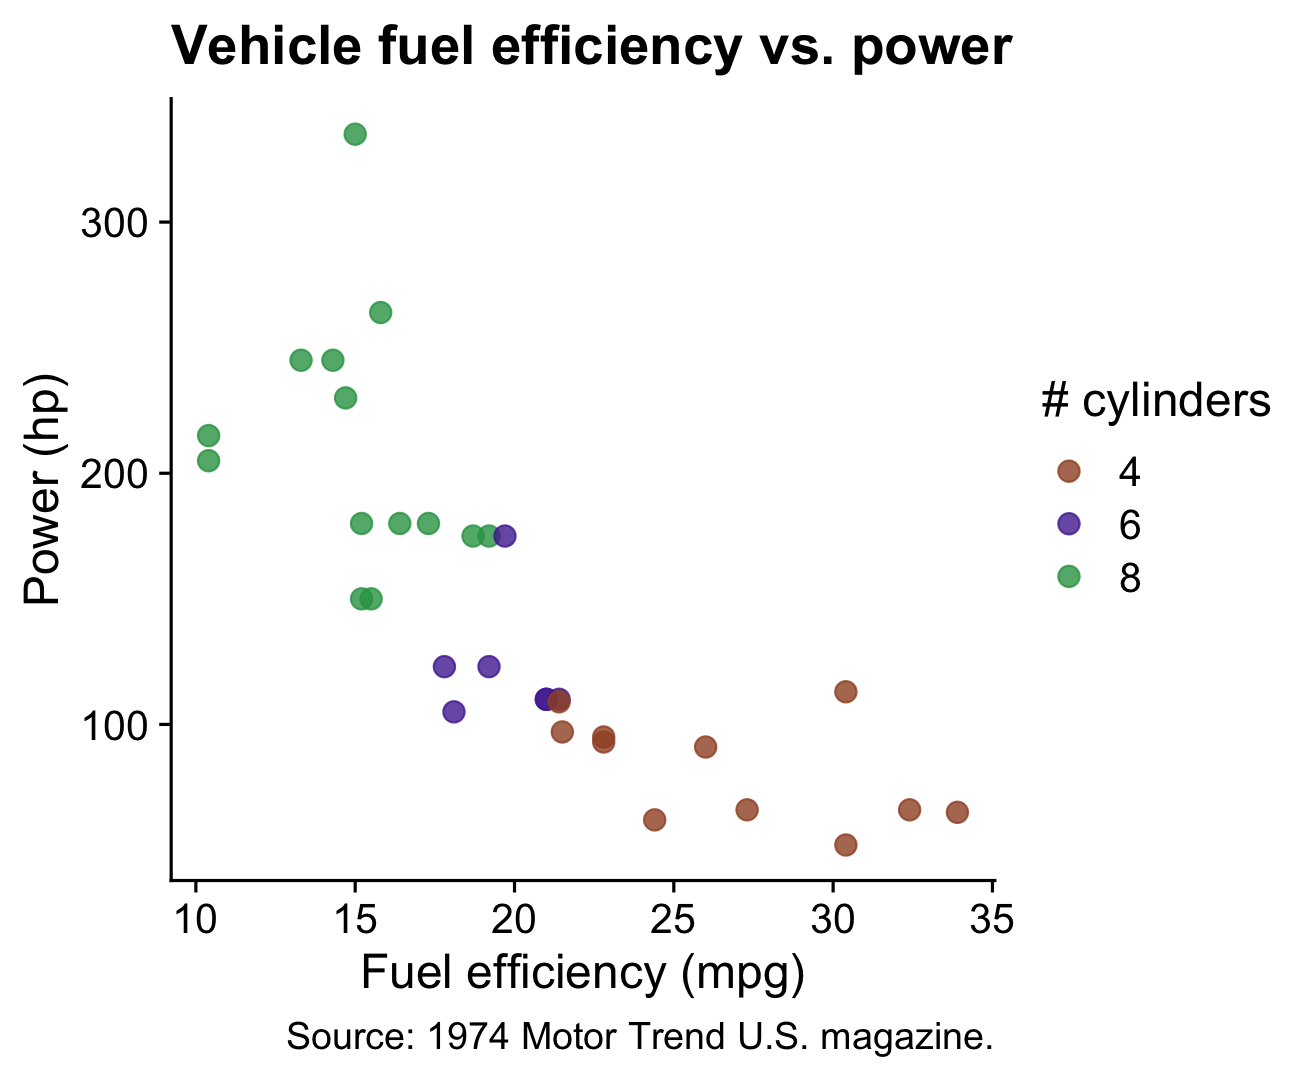 Vehicle fuel efficiency vs. power
300
200
100
Power (hp)
10 15 20 25 30 35
Fuel efficiency (mpg)
Source: 1974 Motor Trend U.S. magazine.
# cylinders
4
6
8